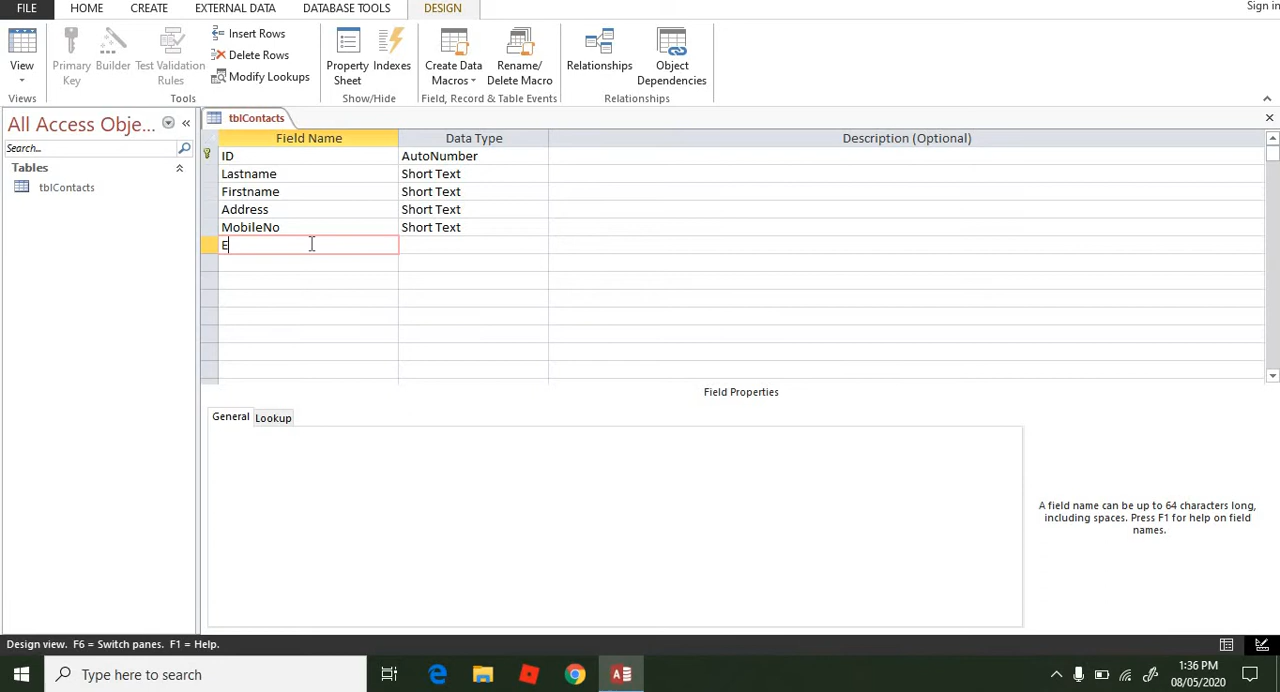 FILE HOME CREATE EXTERNAL DATA DATABASE TOOLS DESIGN Sign in
View
Primary Key
Builder
Test Validation Rules
Insert Rows
Delete Rows
Modify Lookups
Property Sheet
Indexes
Create Data Macros
Rename/ Delete Macro
Relationships
Object Dependencies
Views Tools Show/Hide Field, Record & Table Events Relationships
All Access Obje...
Search...
Tables
tblContacts
tblContacts
Field Name Data Type Description (Optional)
ID AutoNumber
Lastname Short Text
Firstname Short Text
Address Short Text
MobileNo Short Text
E
Field Properties
General Lookup
A field name can be up to 64 characters long,
including spaces. Press F1 for help on field
names.
Design view. F6 = Switch panes. F1 = Help.
Type here to search
1:36 PM
08/05/2020